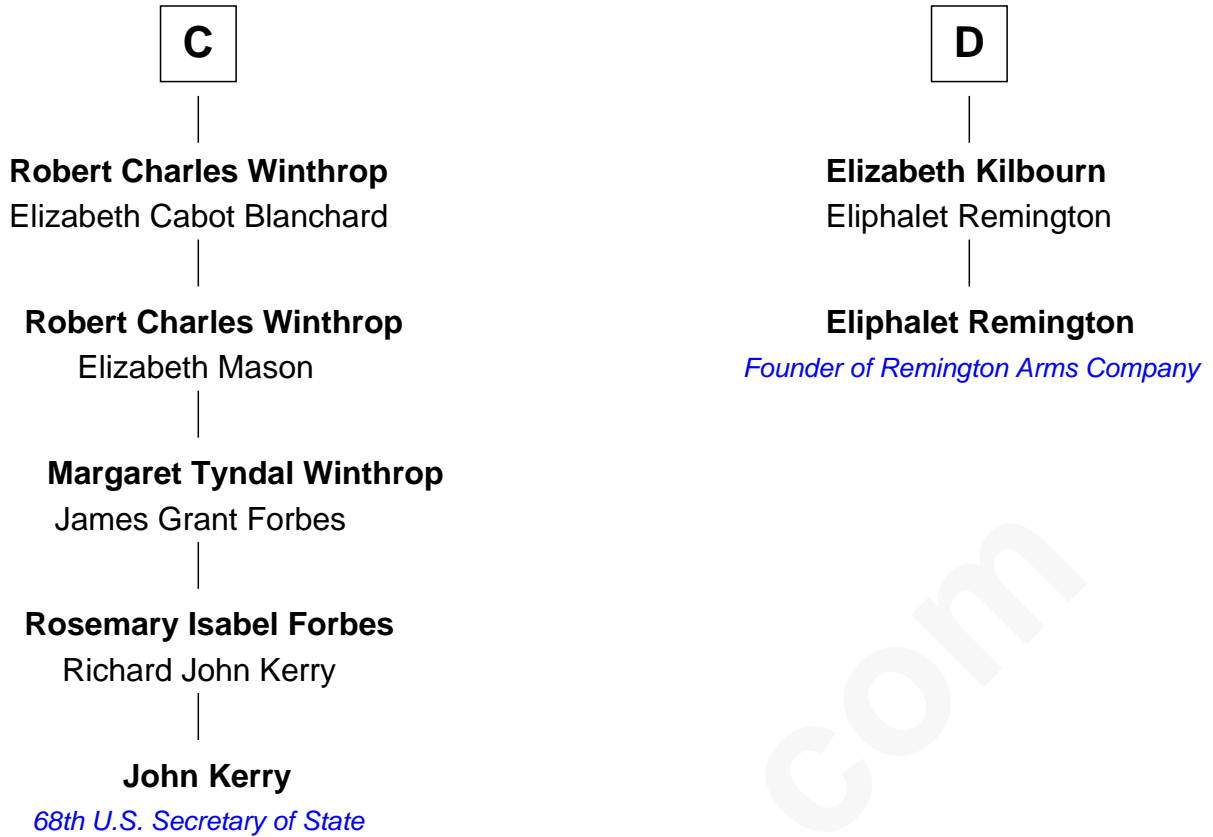 C
Robert Charles Winthrop
Elizabeth Cabot Blanchard
Robert Charles Winthrop
Elizabeth Mason
Margaret Tyndal Winthrop
James Grant Forbes
Rosemary Isabel Forbes
Richard John Kerry
John Kerry
68th U.S. Secretary of State
D
Elizabeth Kilbourn
Eliphalet Remington
Eliphalet Remington
Founder of Remington Arms Company
com